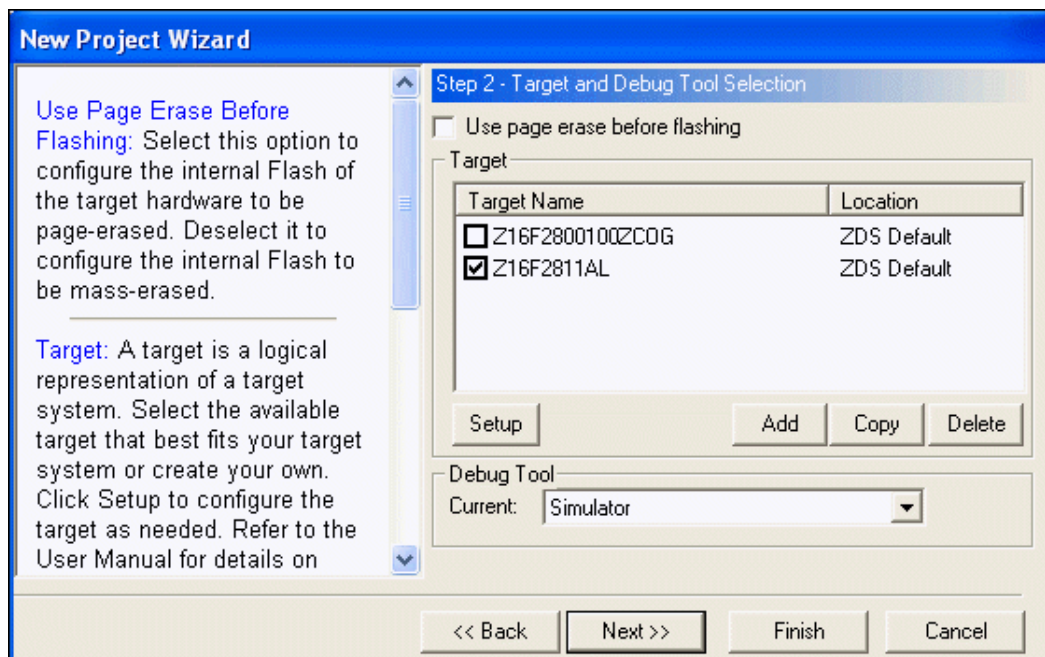 New Project Wizard
Use Page Erase Before
Flashing: Select this option to
configure the internal Flash of
the target hardware to be
page-erased. Deselect it to
configure the internal Flash to
be mass-erased.
Target: A target is a logical
representation of a target
system. Select the available
target that best fits your target
system or create your own.
Click Setup to configure the
target as needed. Refer to the
User Manual for details on
Step 2 - Target and Debug Tool Selection
Use page erase before flashing
Target
Target Name Location
Z16F2800100ZCOG ZDS Default
Z16F2811AL ZDS Default
Setup Add Copy Delete
Debug Tool
Current: Simulator
<< Back Next >> Finish Cancel